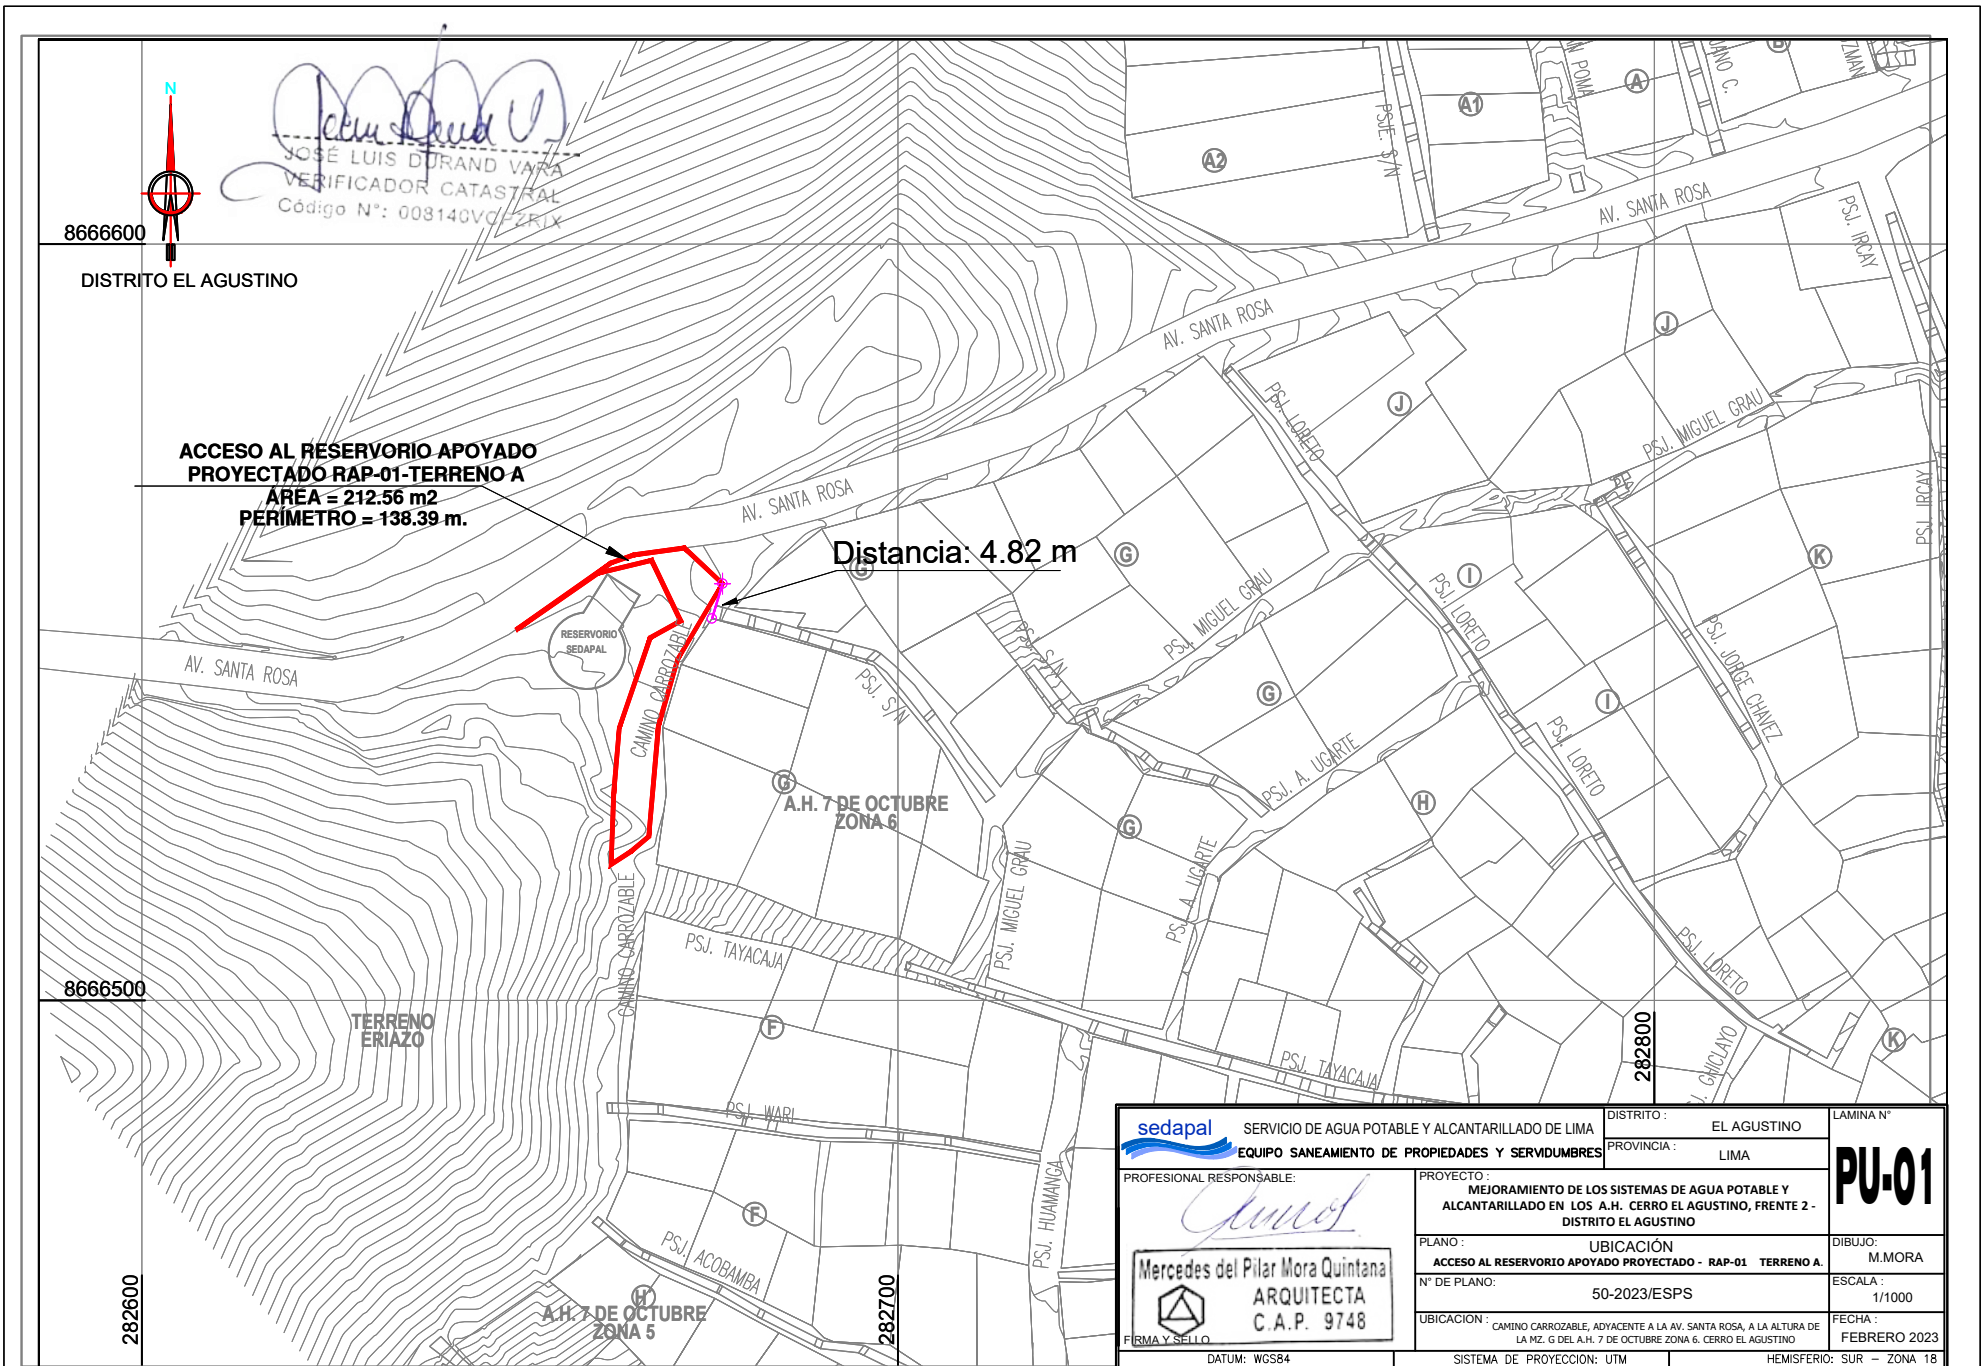 N
JOSÉ LUIS DURAND VARA
VERIFICADOR CATASTRAL
Código N°: 008140VCPZRIX
8666600
DISTRITO EL AGUSTINO
ACCESO AL RESERVORIO APOYADO
PROYECTADO RAP-01-TERRENO A
ÁREA = 212.56 m2
PERÍMETRO = 138.39 m.
Distancia: 4.82 m
RESERVORIO
SEDAPAL
AV. SANTA ROSA
AV. SANTA ROSA
AV. SANTA ROSA
AV. SANTA ROSA
A2
A1
A
B
PSJE. S/N
POMA
ANO C.
ZMAN
PSJ. IRCAY
PSJ. IRCAY
J
J
PSJ. LORETO
PSJ. MIGUEL GRAU
G
G
G
G
G
PSJ. S/N
PSJ. S/N
PSJ. MIGUEL GRAU
PSJ. LORETO
I
I
K
PSJ. JORGE CHAVEZ
PSJ. LORETO
PSJ. A. UGARTE
H
CAMINO CARROZABLE
A.H. 7 DE OCTUBRE
ZONA 6
PSJ. MIGUEL GRAU
PSJ. A. UGARTE
CAMINO CARROZABLE
PSJ. TAYACAJA
PSJ. LORETO
8666500
TERRENO
ERIAZO
F
PSJ. TAYACAJA
282800
J. GHICLAYO
K
PSJ. WARI
F
PSJ. HUAMANGA
PSJ. ACOBAMBA
H
A.H. 7 DE OCTUBRE
ZONA 5
282600
282700
sedapal
SERVICIO DE AGUA POTABLE Y ALCANTARILLADO DE LIMA
EQUIPO SANEAMIENTO DE PROPIEDADES Y SERVIDUMBRES
DISTRITO :
EL AGUSTINO
PROVINCIA :
LIMA
LAMINA N°
PU-01
PROFESIONAL RESPONSABLE:
Mercedes del Pilar Mora Quintana
ARQUITECTA
C.A.P. 9748
FIRMA Y SELLO
PROYECTO :
MEJORAMIENTO DE LOS SISTEMAS DE AGUA POTABLE Y
ALCANTARILLADO EN LOS A.H. CERRO EL AGUSTINO, FRENTE 2 -
DISTRITO EL AGUSTINO
PLANO :
UBICACIÓN
ACCESO AL RESERVORIO APOYADO PROYECTADO - RAP-01 TERRENO A.
DIBUJO:
M.MORA
N° DE PLANO:
50-2023/ESPS
ESCALA :
1/1000
UBICACION : CAMINO CARROZABLE, ADYACENTE A LA AV. SANTA ROSA, A LA ALTURA DE
LA MZ. G DEL A.H. 7 DE OCTUBRE ZONA 6. CERRO EL AGUSTINO
FECHA :
FEBRERO 2023
DATUM: WGS84
SISTEMA DE PROYECCION: UTM
HEMISFERIO: SUR – ZONA 18